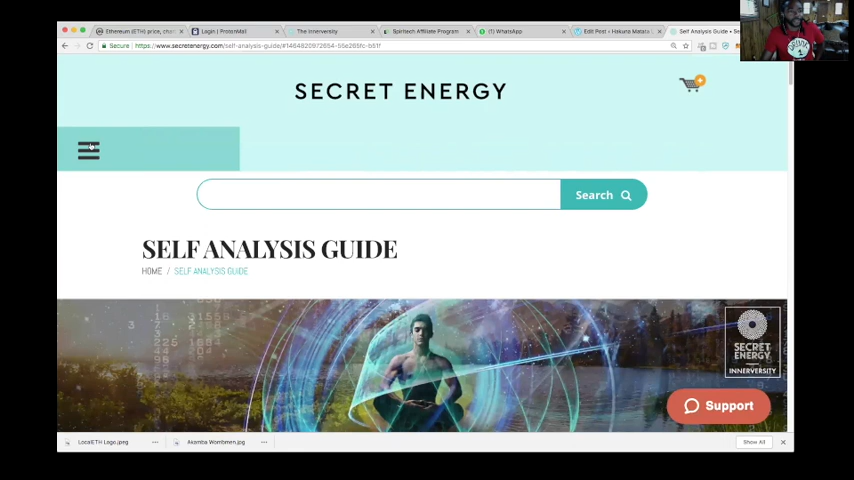 Ethereum (ETH) price, cha
Login | ProtonMail
The Innerversity
Spiritech Affiliate Program
(1) WhatsApp
Edit Post ‹ Hakuna Matata
Self Analysis Guide • Se
Secure
https://www.secretenergy.com/self-analysis-guide/
SECRET ENERGY
Search
SELF ANALYSIS GUIDE
HOME / SELF ANALYSIS GUIDE
SECRET
ENERGY
INNERVERSITY
Support
LocalETH Logo.jpeg
Akamba Wombmen.jpg
Show All